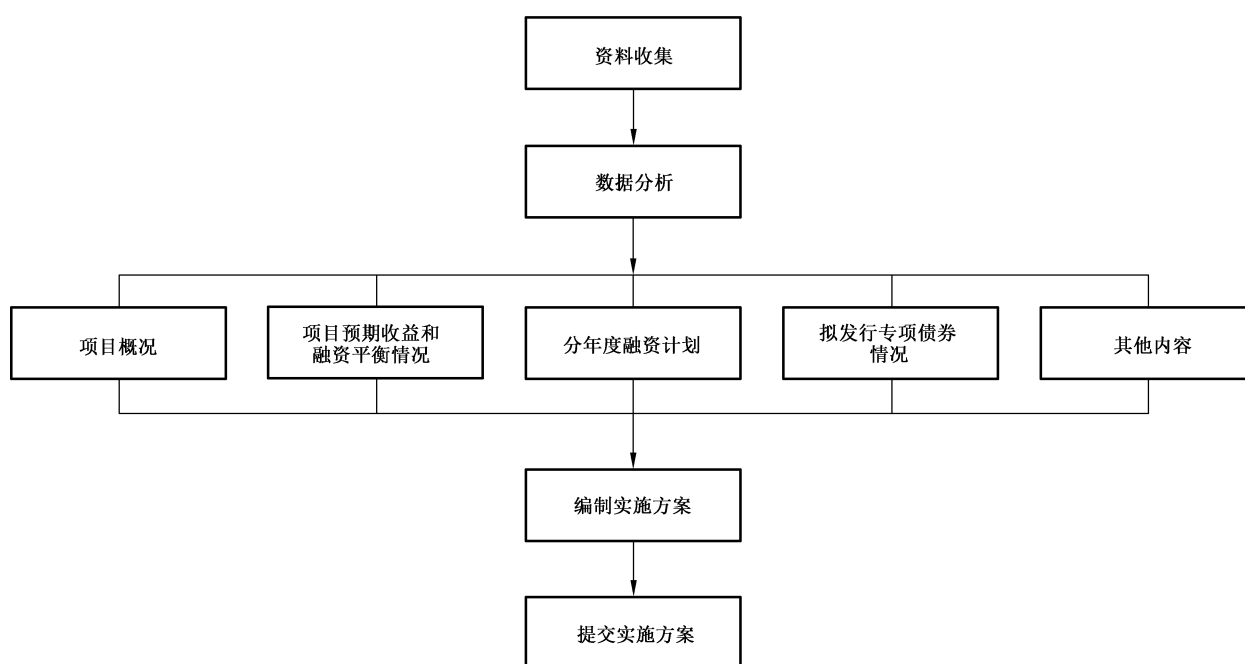 资料收集
数据分析
项目概况
项目预期收益和
融资平衡情况
分年度融资计划
拟发行专项债券
情况
其他内容
编制实施方案
提交实施方案